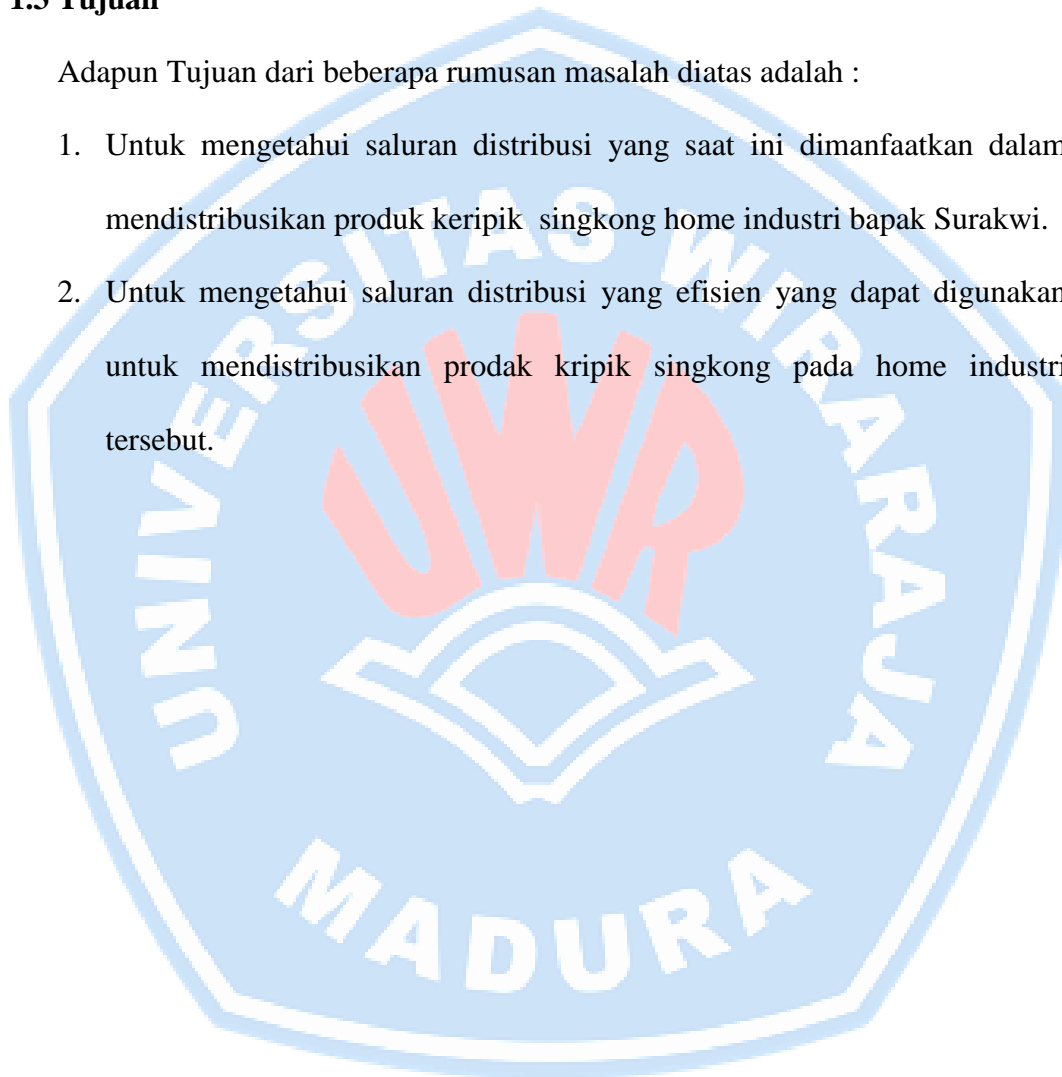 1.3 Tujuan
Adapun Tujuan dari beberapa rumusan masalah diatas adalah :
1. Untuk mengetahui saluran distribusi yang saat ini dimanfaatkan dalam
mendistribusikan produk keripik singkong home industri bapak Surakwi.
2. Untuk mengetahui saluran distribusi yang efisien yang dapat digunakan
untuk mendistribusikan prodak kripik singkong pada home industri
tersebut.
UNIVERSITAS WIRARAJA
UWR
MADURA